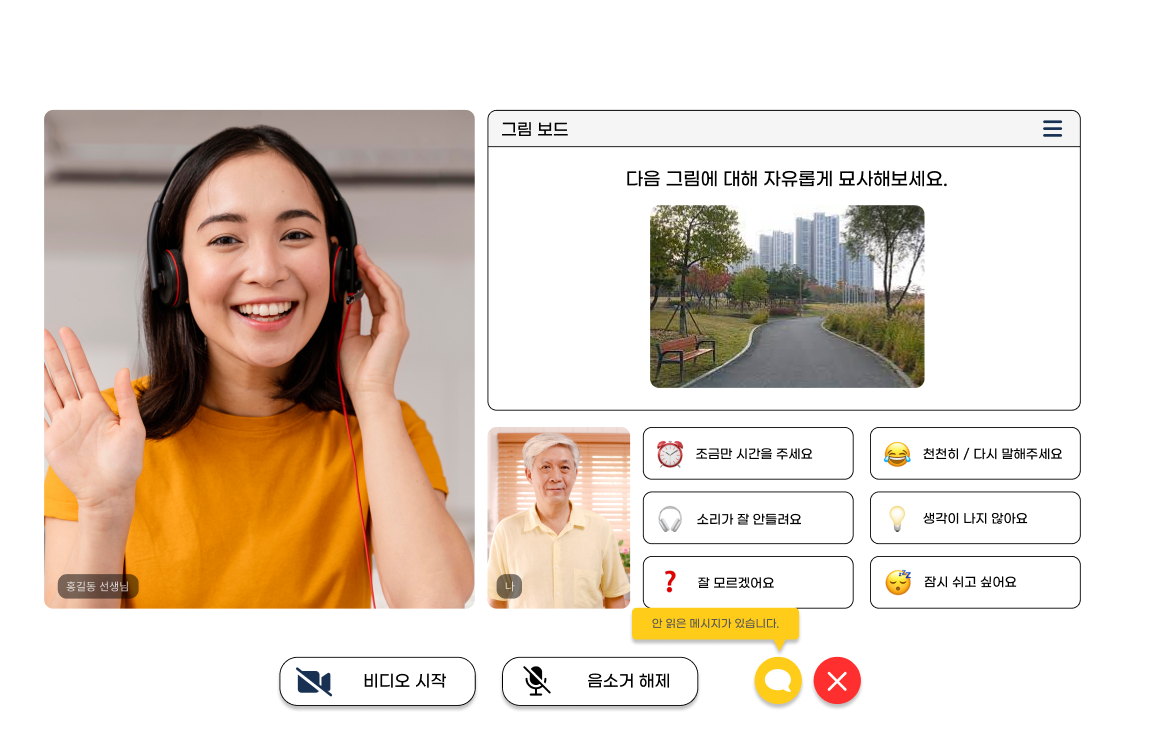 그림 보드
다음 그림에 대해 자유롭게 묘사해보세요.
홍길동 선생님
나
조금만 시간을 주세요
천천히 / 다시 말해주세요
소리가 잘 안들려요
생각이 나지 않아요
잘 모르겠어요
잠시 쉬고 싶어요
안 읽은 메시지가 있습니다.
비디오 시작
음소거 해제